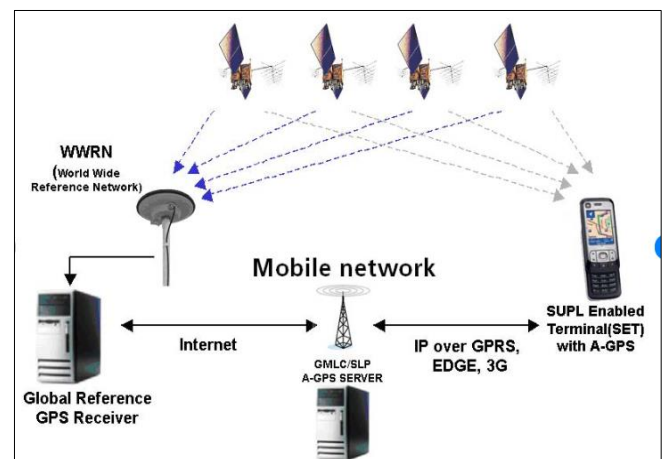 WWRN
(World Wide
Reference Network)
Mobile network
Internet
GMLC/SLP
A-GPS SERVER
IP over GPRS,
EDGE, 3G
SUPL Enabled
Terminal(SET)
with A-GPS
Global Reference
GPS Receiver